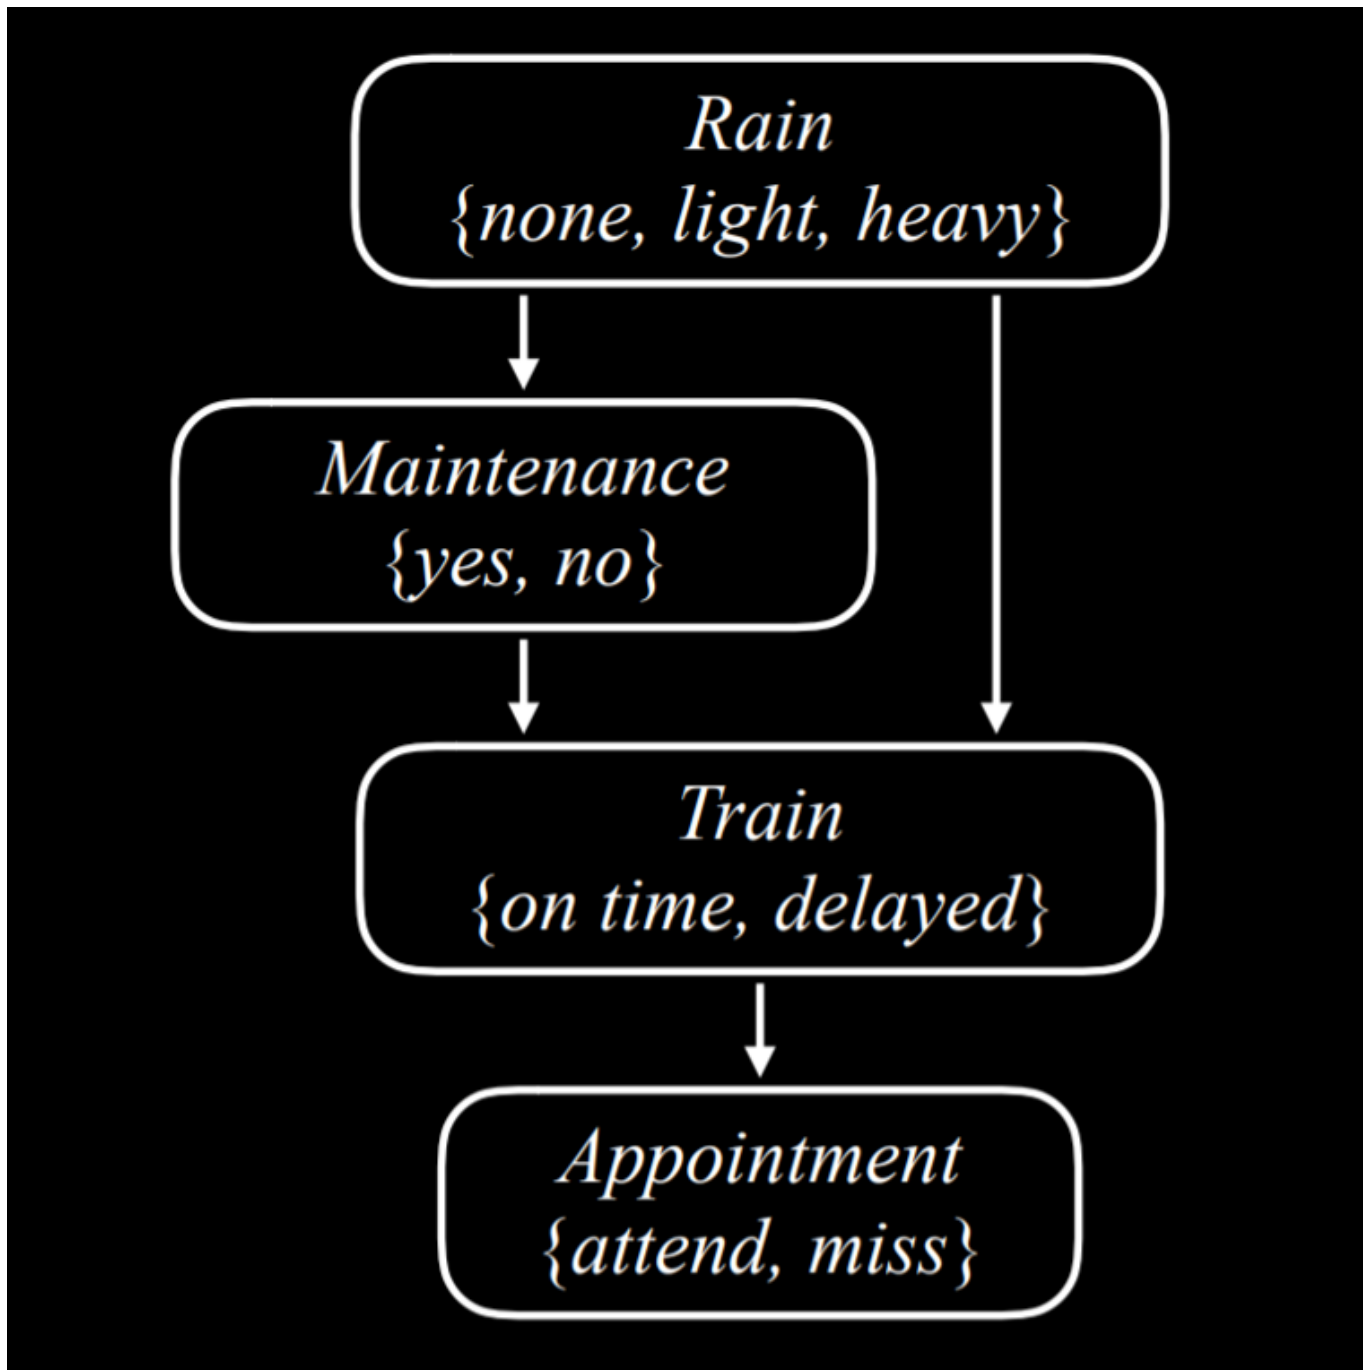 Rain
{none, light, heavy}
Maintenance
{yes, no}
Train
{on time, delayed}
Appointment
{attend, miss}